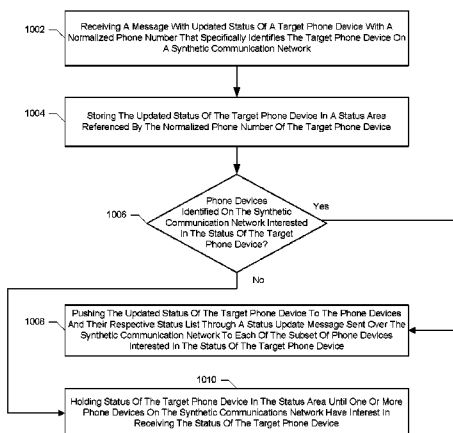 1002
Receiving A Message With Updated Status Of A Target Phone Device With A
Normalized Phone Number That Specifically Identifies The Target Phone Device On
A Synthetic Communication Network
1004
Storing The Updated Status Of The Target Phone Device In A Status Area
Referenced By The Normalized Phone Number Of The Target Phone Device
1006
Phone Devices
Identified On The Synthetic
Communication Network Interested
In The Status Of The Target
Phone Device?
Yes
No
1008
Pushing The Updated Status Of The Target Phone Device To The Phone Devices
And Their Respective Status List Through A Status Update Message Sent Over The
Synthetic Communication Network To Each Of The Subset Of Phone Devices
Interested In The Status Of The Target Phone Device
1010
Holding Status Of The Target Phone Device In The Status Area Until One Or More
Phone Devices On The Synthetic Communications Network Have Interest In
Receiving The Status Of The Target Phone Device